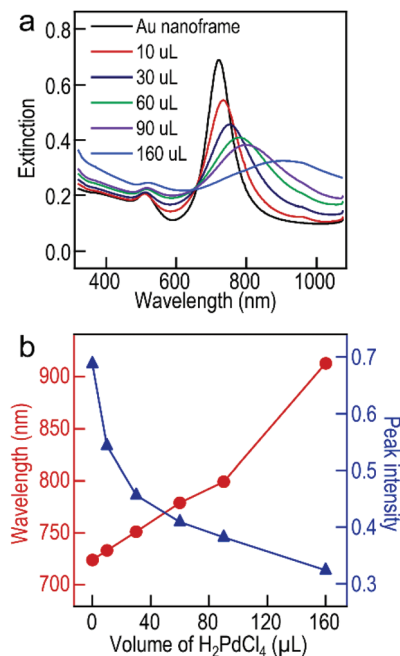 a
Au nanoframe
10 uL
30 uL
60 uL
90 uL
160 uL
Extinction
0.8
0.6
0.4
0.2
0.0
400 600 800 1000
Wavelength (nm)
b
Wavelength (nm)
900
850
800
750
700
0.7
0.6
0.5
0.4
0.3
Peak intensity
0 40 80 120 160
Volume of H₂PdCl₄ (µL)